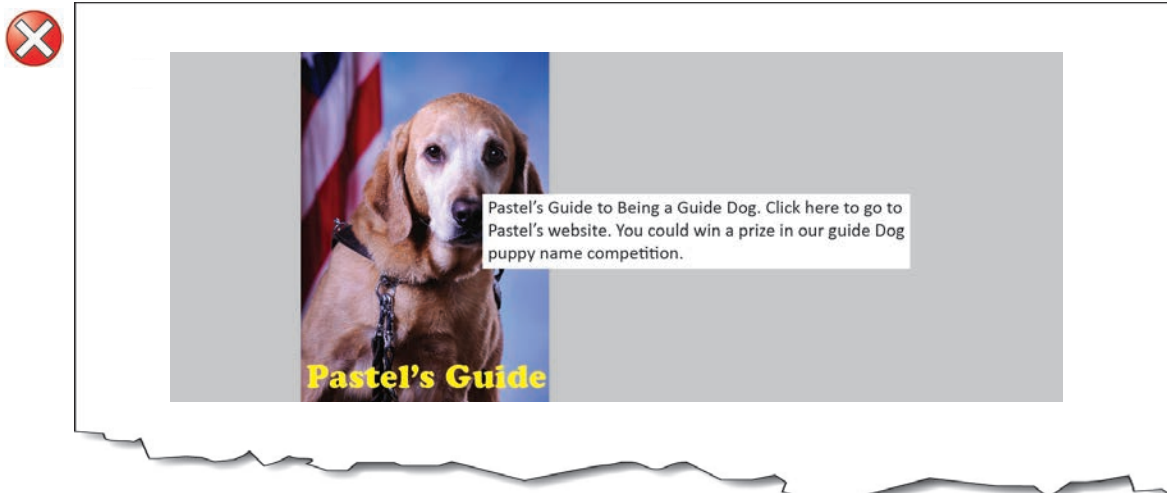 Pastel's Guide to Being a Guide Dog. Click here to go to
Pastel's website. You could win a prize in our guide Dog
puppy name competition.
Pastel's Guide